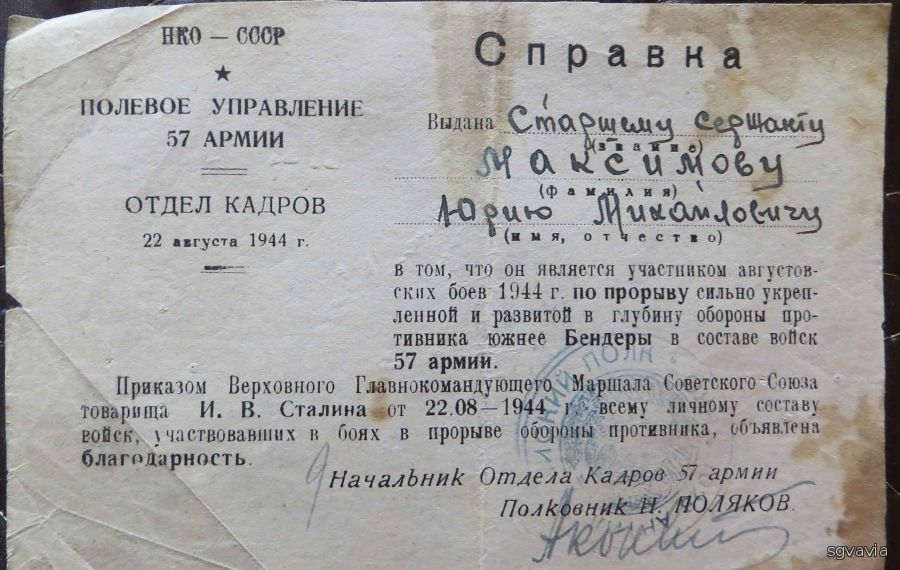 НКО — СССР
★
ПОЛЕВОЕ УПРАВЛЕНИЕ
57 АРМИИ
ОТДЕЛ КАДРОВ
22 августа 1944 г.
Справка
Выдана Старшему сержанту
(звание)
Максимову
(фамилия)
Юрию Михайловичу
(имя, отчество)
в том, что он является участником августов-
ских боев 1944 г. по прорыву сильно укреп-
ленной и развитой в глубину обороны про-
тивника южнее Бендеры в составе войск
57 армии.
Приказом Верховного Главнокомандующего Маршала Советского Союза
товарища И. В. Сталина от 22.08—1944 г. всему личному составу
войск, участвовавших в боях в прорыве обороны противника, объявлена
благодарность.
Начальник Отдела Кадров 57 армии
Полковник Н. ПОЛЯКОВ.
ПОЛК
sgvavia